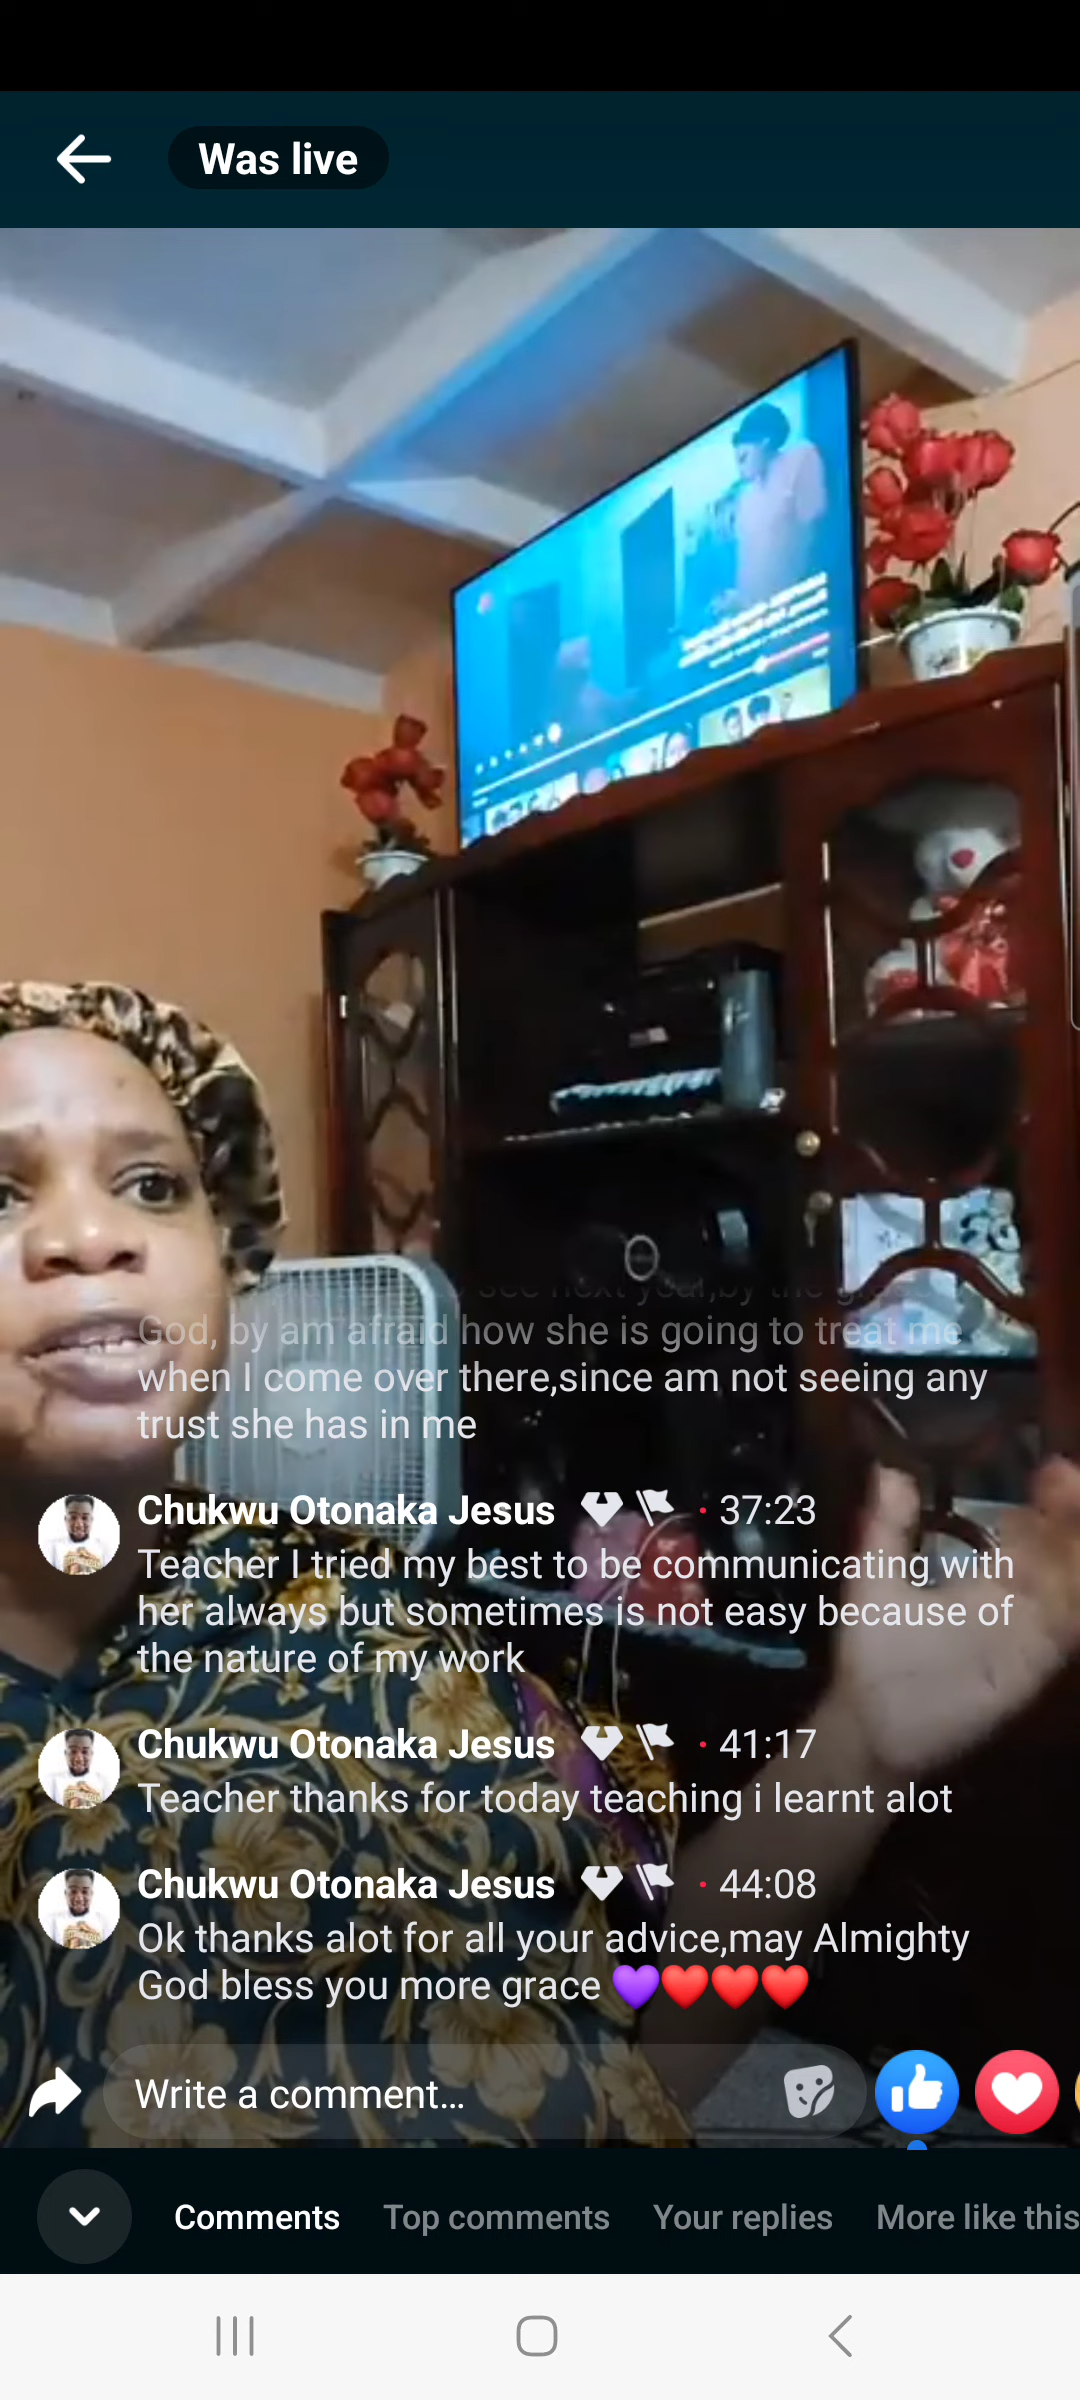 Was live
see next year,by the
God, by am afraid how she is going to treat me
when I come over there,since am not seeing any
trust she has in me
Chukwu Otonaka Jesus · 37:23
Teacher I tried my best to be communicating with
her always but sometimes is not easy because of
the nature of my work
Chukwu Otonaka Jesus · 41:17
Teacher thanks for today teaching i learnt alot
Chukwu Otonaka Jesus · 44:08
Ok thanks alot for all your advice,may Almighty
God bless you more grace 💜❤️❤️❤️
Write a comment...
Comments Top comments Your replies More like this